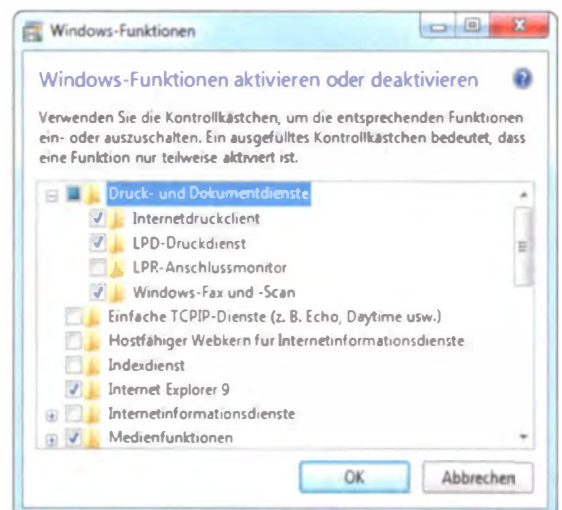 Windows-Funktionen
Windows-Funktionen aktivieren oder deaktivieren
Verwenden Sie die Kontrollkästchen, um die entsprechenden Funktionen
ein- oder auszuschalten. Ein ausgefülltes Kontrollkästchen bedeutet, dass
eine Funktion nur teilweise aktiviert ist.
Druck- und Dokumentdienste
Internetdruckclient
LPD-Druckdienst
LPR-Anschlussmonitor
Windows-Fax und -Scan
Einfache TCPIP-Dienste (z. B. Echo, Daytime usw.)
Hostfähiger Webkern für Internetinformationsdienste
Indexdienst
Internet Explorer 9
Internetinformationsdienste
Medienfunktionen
OK
Abbrechen